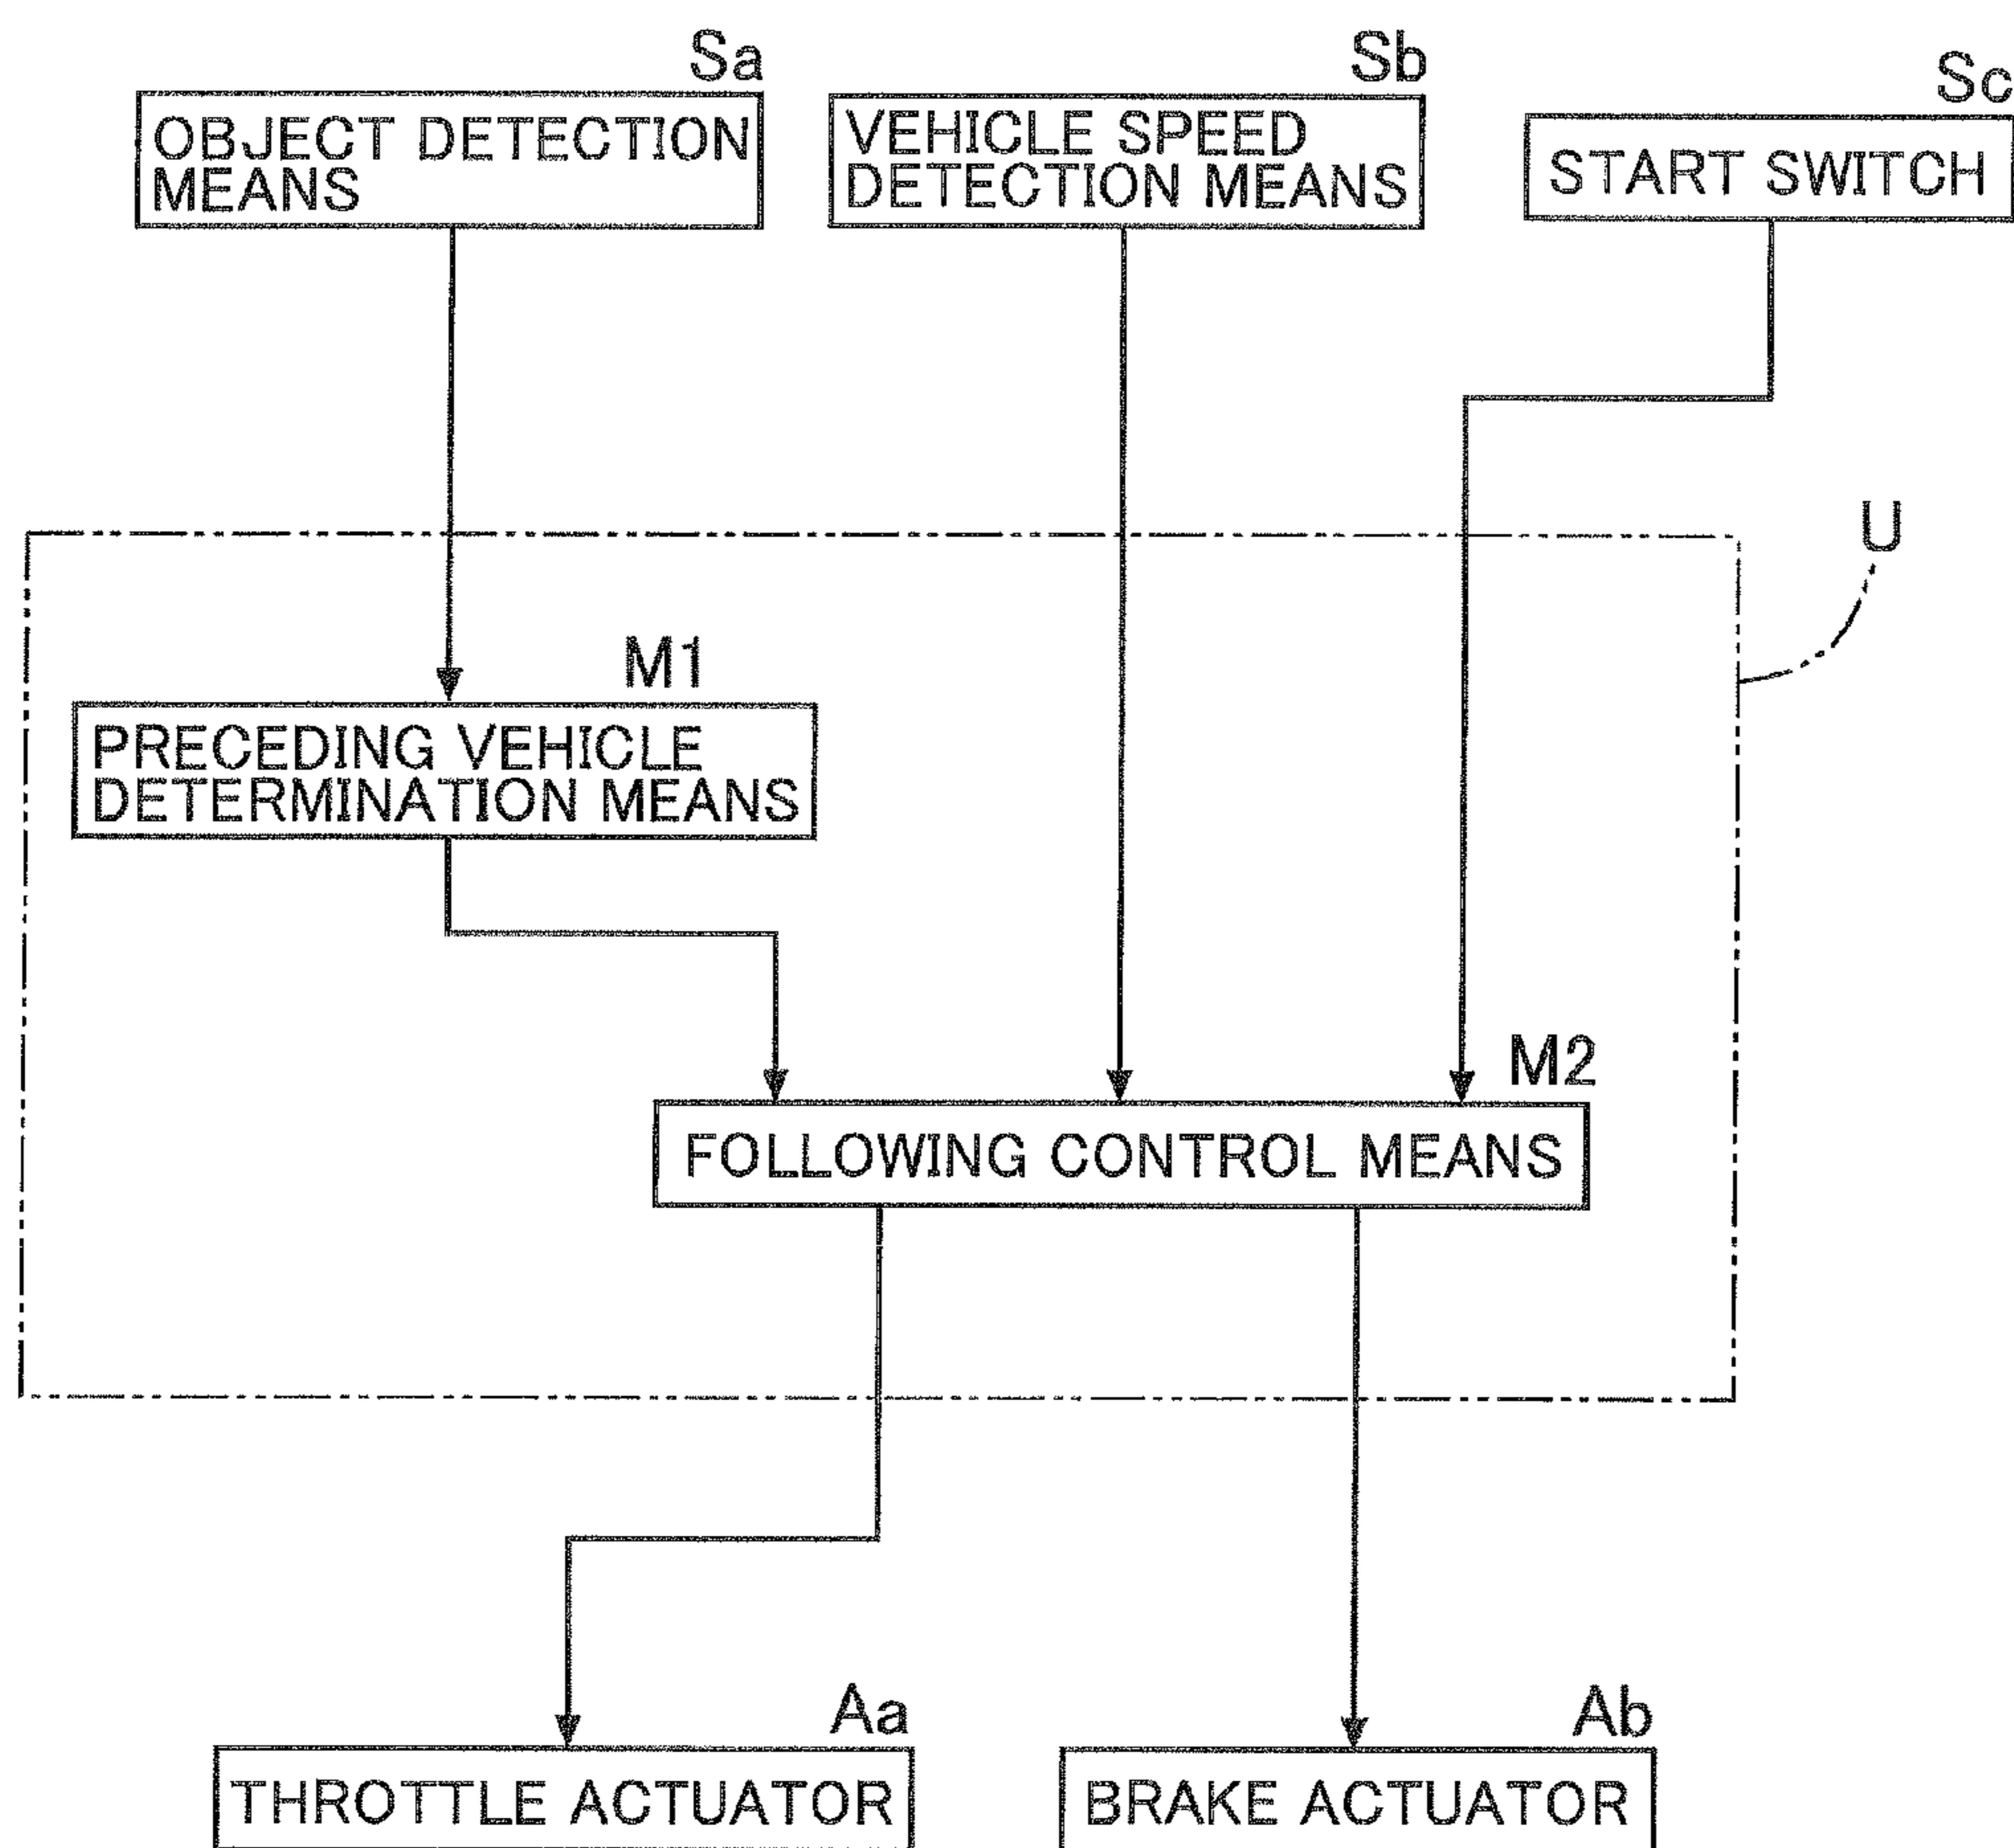 Sa
OBJECT DETECTION
MEANS
Sb
VEHICLE SPEED
DETECTION MEANS
Sc
START SWITCH
U
M1
PRECEDING VEHICLE
DETERMINATION MEANS
M2
FOLLOWING CONTROL MEANS
Aa
THROTTLE ACTUATOR
Ab
BRAKE ACTUATOR